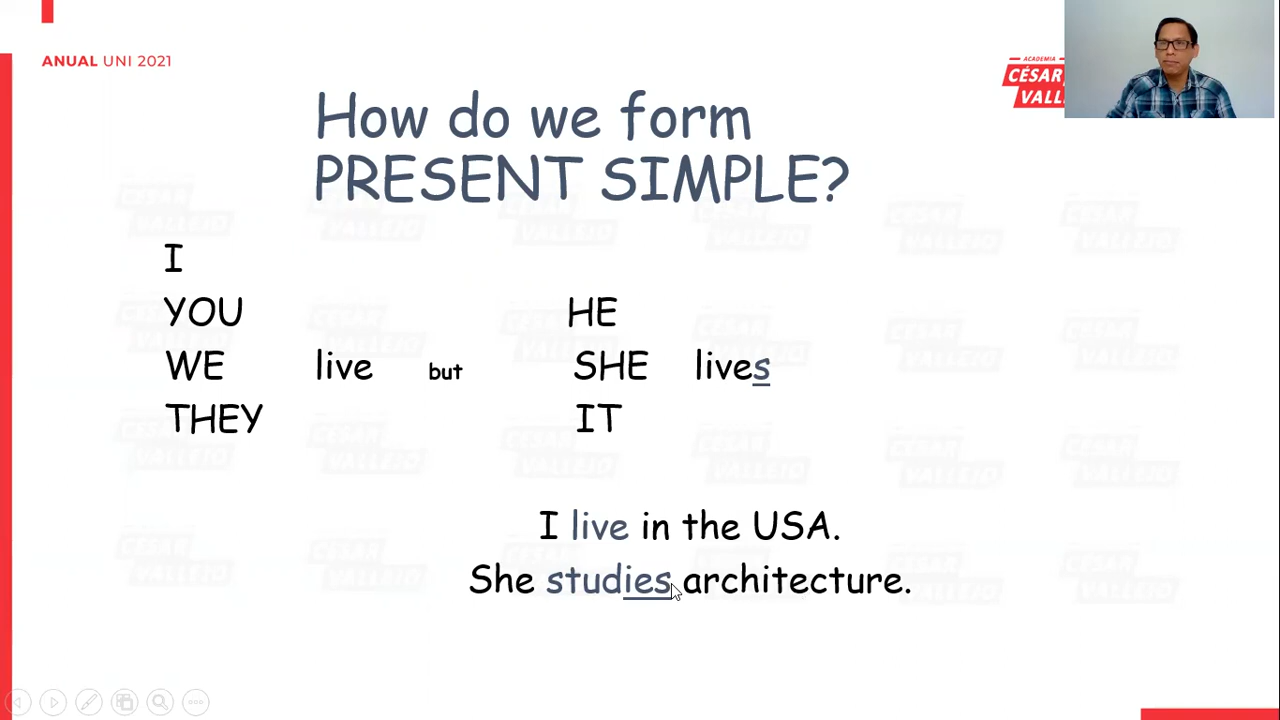 ANUAL UNI 2021
ACADEMIA
CÉSAR
VALLEJO
How do we form
PRESENT SIMPLE?
I
YOU HE
WE live but SHE lives
THEY IT
I live in the USA.
She studies architecture.